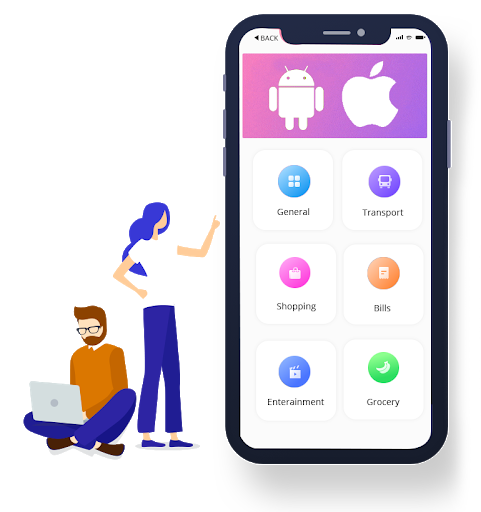 BACK
General
Transport
Shopping
Bills
Enterainment
Grocery